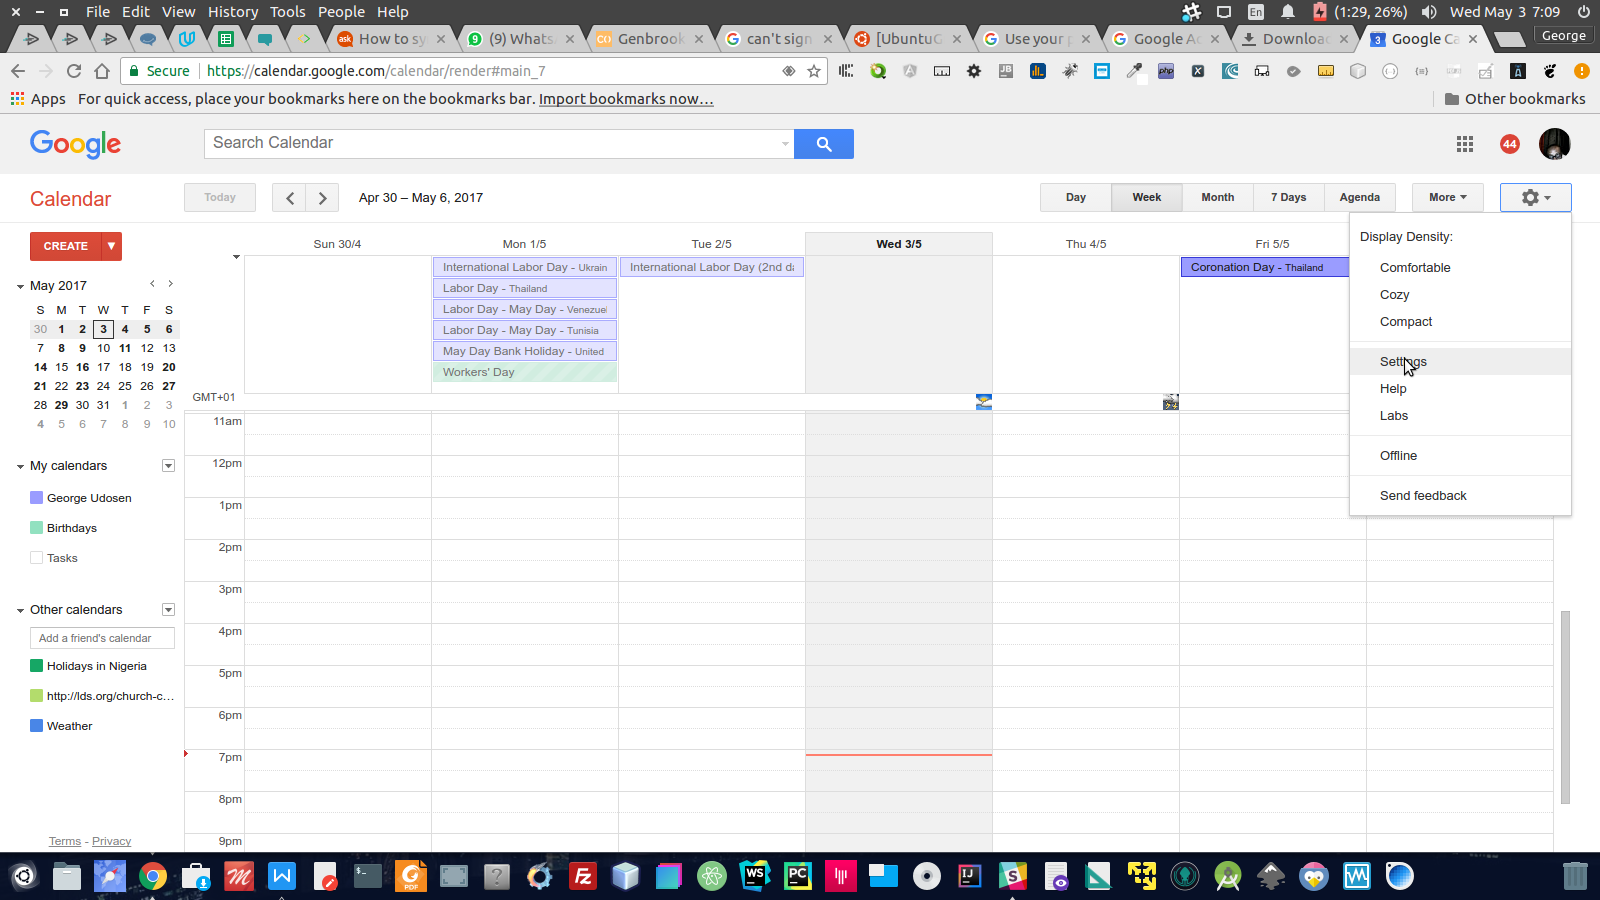 File Edit View History Tools People Help
En (1:29, 26%) Wed May 3 7:09
How to sy (9) Whats Genbrook can't sign [UbuntuG Use your p Google Ac Downloac Google Ca George
Secure https://calendar.google.com/calendar/render#main_7
Apps For quick access, place your bookmarks here on the bookmarks bar. Import bookmarks now... Other bookmarks
Google Search Calendar 44
Calendar Today Apr 30 – May 6, 2017 Day Week Month 7 Days Agenda More
CREATE
Sun 30/4 Mon 1/5 Tue 2/5 Wed 3/5 Thu 4/5 Fri 5/5
International Labor Day - Ukrain
Labor Day - Thailand
Labor Day - May Day - Venezuel
Labor Day - May Day - Tunisia
May Day Bank Holiday - United
Workers' Day
International Labor Day (2nd da
Coronation Day - Thailand
Display Density:
Comfortable
Cozy
Compact
Settings
Help
Labs
Offline
Send feedback
May 2017
S M T W T F S
30 1 2 3 4 5 6
7 8 9 10 11 12 13
14 15 16 17 18 19 20
21 22 23 24 25 26 27
28 29 30 31 1 2 3
4 5 6 7 8 9 10
My calendars
George Udosen
Birthdays
Tasks
Other calendars
Add a friend's calendar
Holidays in Nigeria
http://lds.org/church-c...
Weather
Terms - Privacy
GMT+01
11am
12pm
1pm
2pm
3pm
4pm
5pm
6pm
7pm
8pm
9pm
PDF FZ WS PC IJ